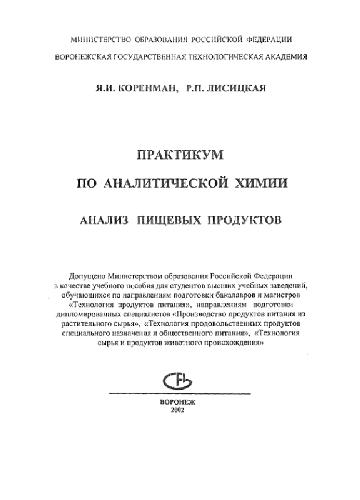 МИНИСТЕРСТВО ОБРАЗОВАНИЯ РОССИЙСКОЙ ФЕДЕРАЦИИ
ВОРОНЕЖСКАЯ ГОСУДАРСТВЕННАЯ ТЕХНОЛОГИЧЕСКАЯ АКАДЕМИЯ
Я.И. КОРЕНМАН, Р.П. ЛИСИЦКАЯ
ПРАКТИКУМ
ПО АНАЛИТИЧЕСКОЙ ХИМИИ
АНАЛИЗ ПИЩЕВЫХ ПРОДУКТОВ
Допущено Министерством образования Российской Федерации
в качестве учебного пособия для студентов высших учебных заведений,
обучающихся по направлениям подготовки бакалавров и магистров
«Технология продуктов питания», направлениям подготовки
дипломированных специалистов «Производство продуктов питания из
растительного сырья», «Технология продовольственных продуктов
специального назначения и общественного питания», «Технология
сырья и продуктов животного происхождения»
ВОРОНЕЖ
2002